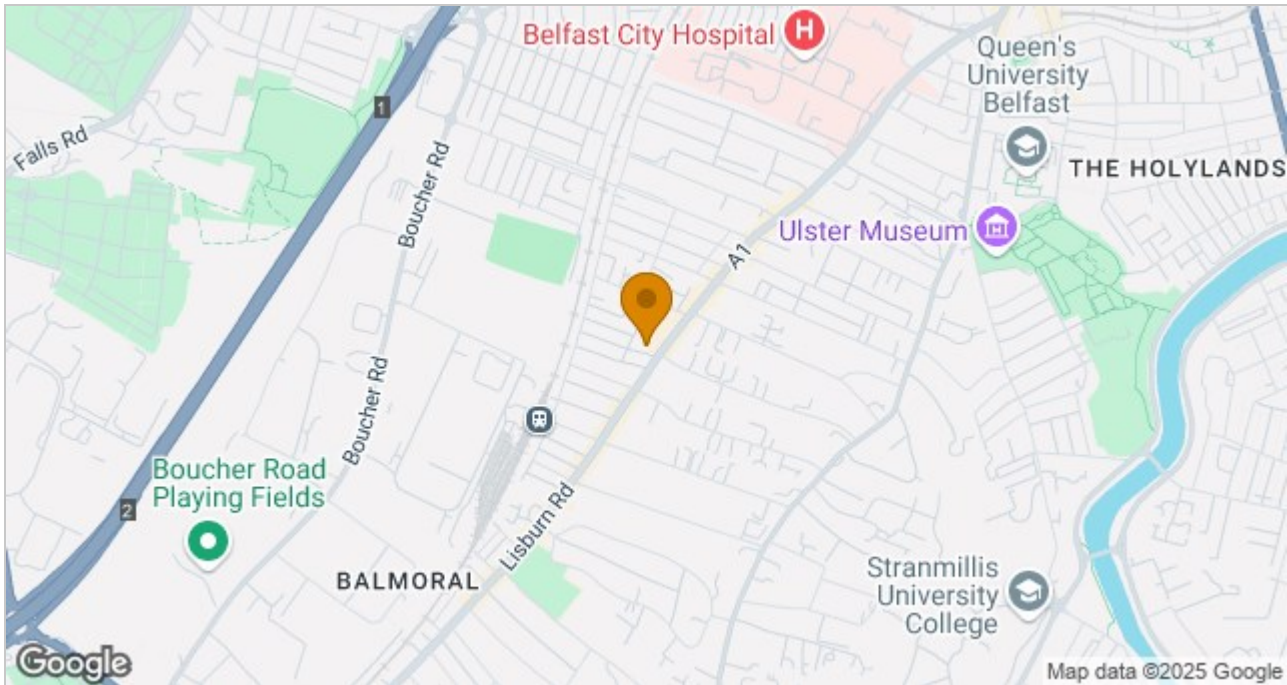 Belfast City Hospital
H
Queen's
University
Belfast
1
Falls Rd
Boucher Rd
THE HOLYLANDS
Ulster Museum
A1
Boucher Rd
Boucher Road
Playing Fields
2
Lisburn Rd
BALMORAL
Stranmillis
University
College
Google
Map data ©2025 Google